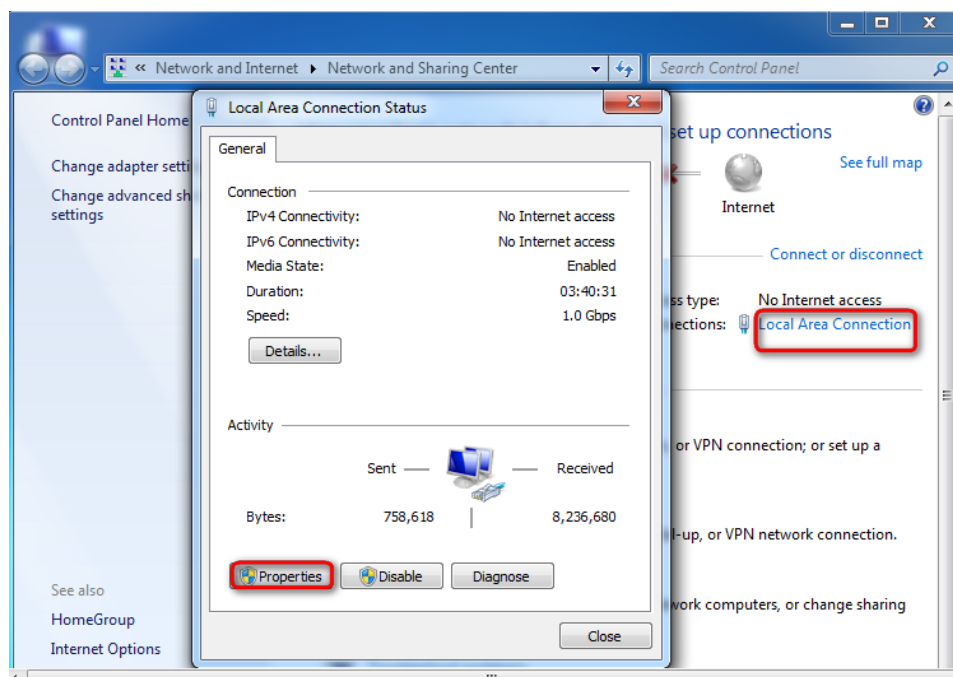 « Network and Internet Network and Sharing Center
Search Control Panel
Control Panel Home
Change adapter setti
Change advanced sh
settings
See also
HomeGroup
Internet Options
Local Area Connection Status
General
Connection
IPv4 Connectivity: No Internet access
IPv6 Connectivity: No Internet access
Media State: Enabled
Duration: 03:40:31
Speed: 1.0 Gbps
Details...
Activity
Sent Received
Bytes: 758,618 8,236,680
Properties Disable Diagnose
Close
set up connections
See full map
Internet
Connect or disconnect
ss type: No Internet access
nections: Local Area Connection
or VPN connection; or set up a
l-up, or VPN network connection.
work computers, or change sharing